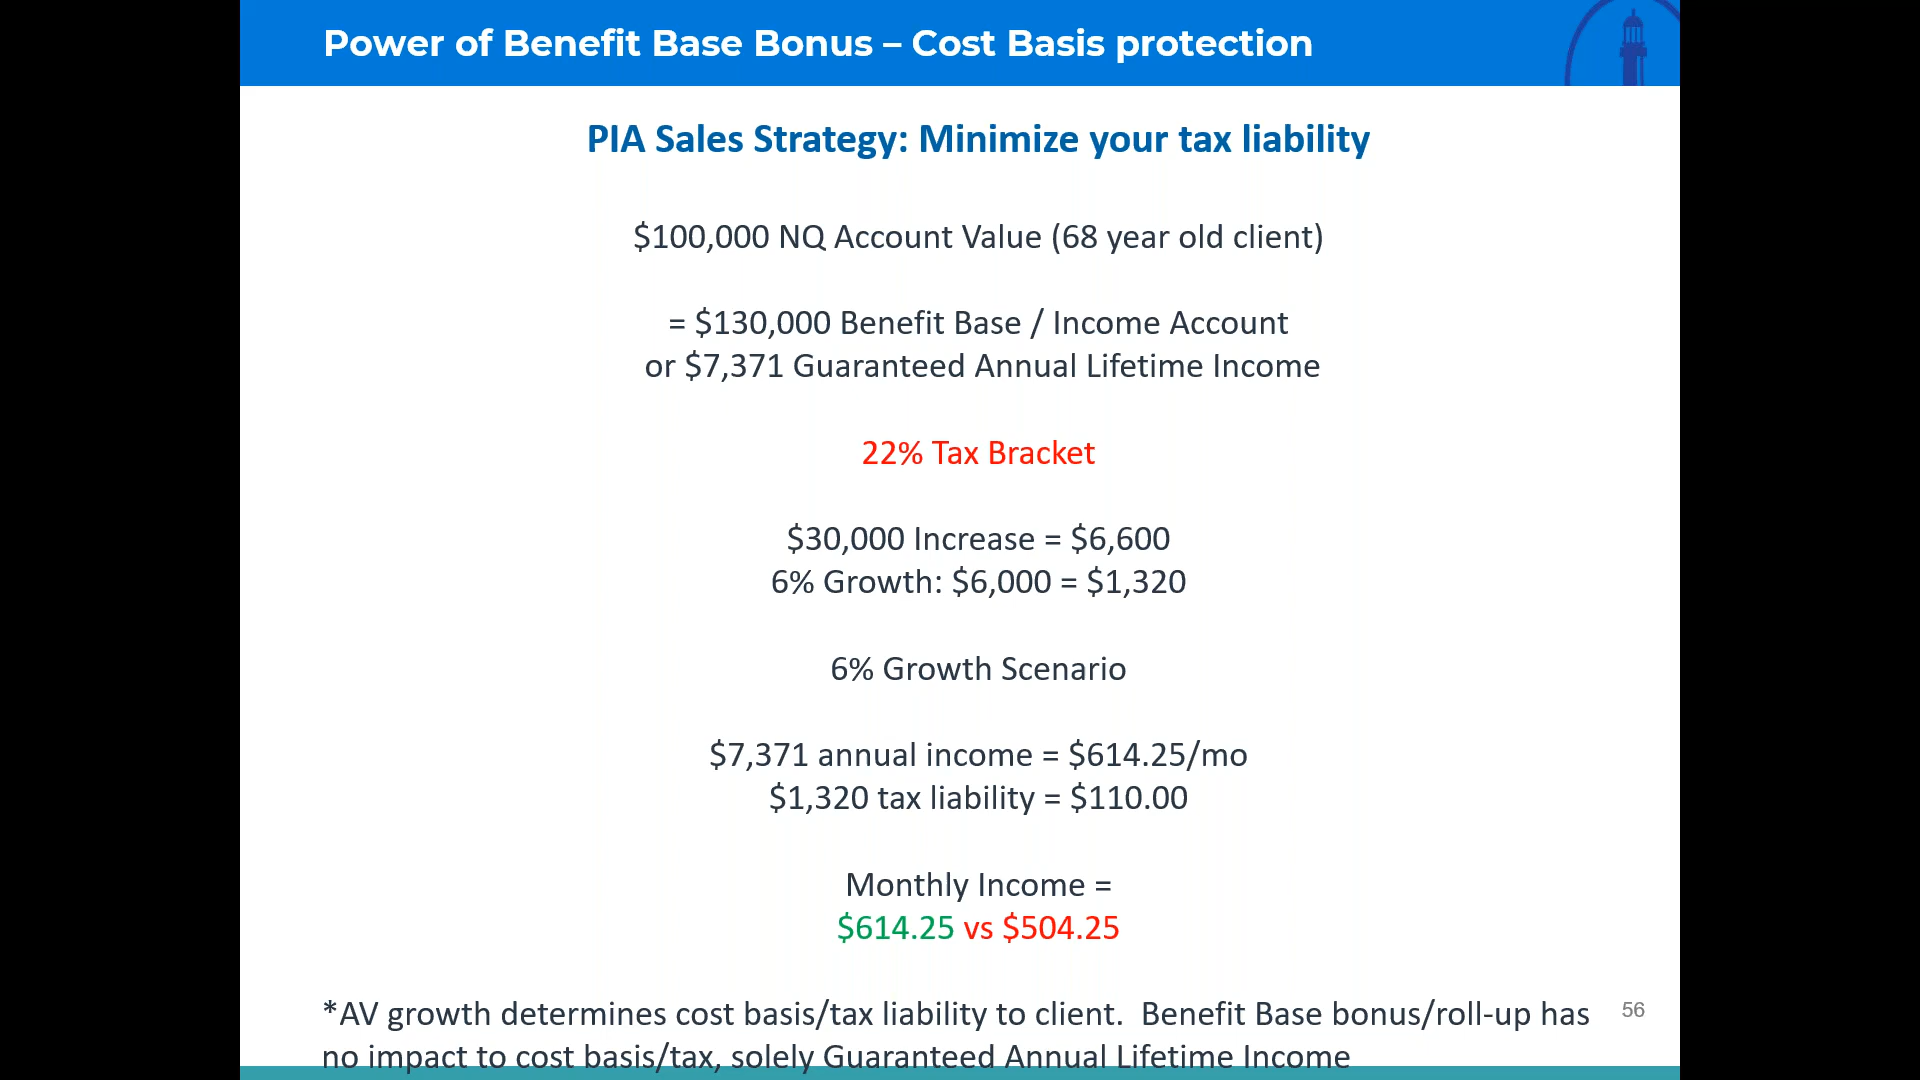 Power of Benefit Base Bonus – Cost Basis protection
PIA Sales Strategy: Minimize your tax liability
$100,000 NQ Account Value (68 year old client)
= $130,000 Benefit Base / Income Account
or $7,371 Guaranteed Annual Lifetime Income
22% Tax Bracket
$30,000 Increase = $6,600
6% Growth: $6,000 = $1,320
6% Growth Scenario
$7,371 annual income = $614.25/mo
$1,320 tax liability = $110.00
Monthly Income =
$614.25 vs $504.25
*AV growth determines cost basis/tax liability to client.  Benefit Base bonus/roll-up has
no impact to cost basis/tax, solely Guaranteed Annual Lifetime Income
56